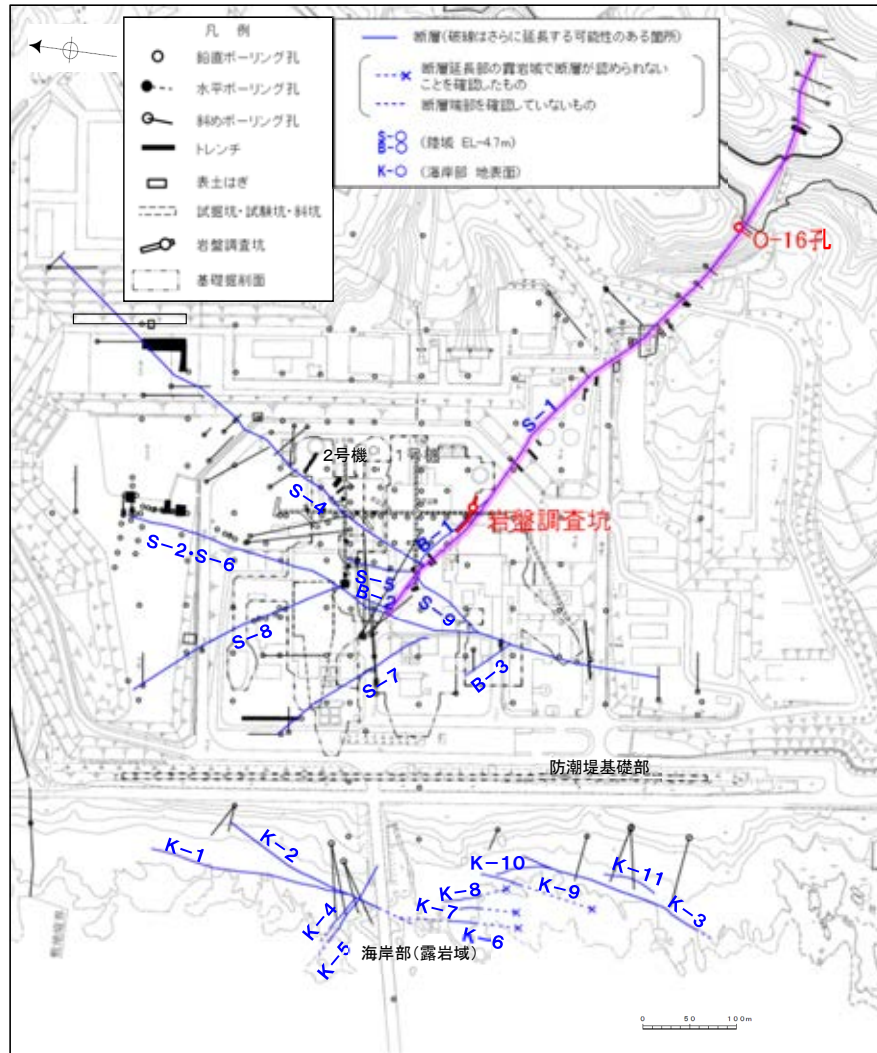 凡 例
鉛直ボーリング孔
水平ボーリング孔
斜めボーリング孔
トレンチ
表土はぎ
試掘坑・試験坑・斜坑
岩盤調査坑
基礎掘削面
断層(破線はさらに延長する可能性のある箇所)
断層延長部の露岩域で断層が認められない
ことを確認したもの
断層端部を確認していないもの
S-○
B-○
(陸域 EL-4.7m)
K-○ (海岸部 地表面)
O-16孔
S-1
2号機
1号機
S-4
B-1
岩盤調査坑
S-2・S-6
S-5
B-2
S-9
S-8
S-7
B-3
防潮堤基礎部
K-1
K-2
K-10
K-11
K-8
K-9
K-4
K-7
K-3
K-5
K-6
海岸部(露岩域)
0 50 100m